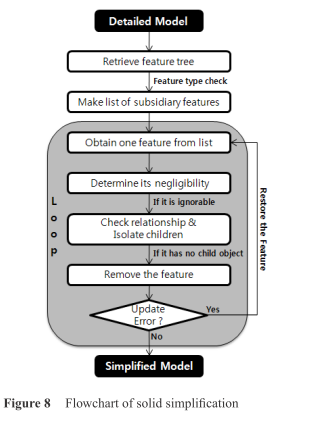 Detailed Model
Retrieve feature tree
Feature type check
Make list of subsidiary features
Obtain one feature from list
Determine its negligibility
If it is ignorable
Check relationship &
Isolate children
If it has no child object
Remove the feature
Update
Error ?
Yes
No
Simplified Model
Loop
Restore the Feature
Figure 8 Flowchart of solid simplification